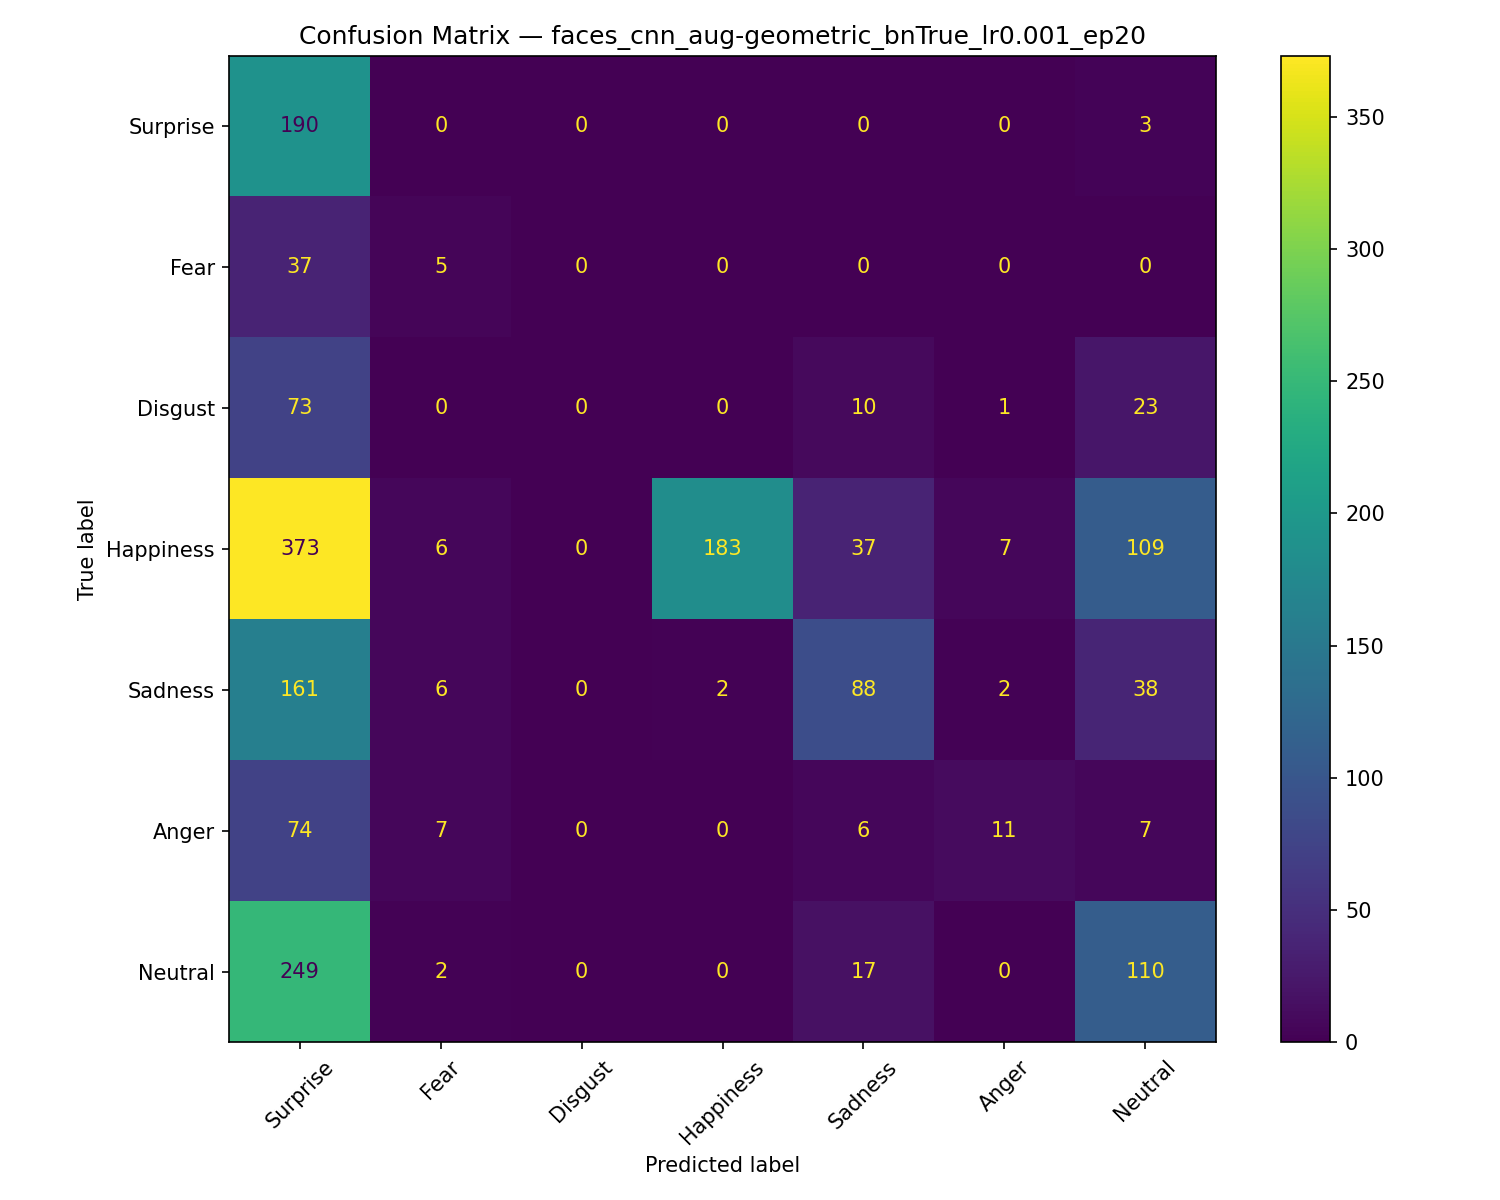 Confusion Matrix — faces_cnn_aug-geometric_bnTrue_lr0.001_ep20
Surprise 190 0 0 0 0 0 3
Fear 37 5 0 0 0 0 0
Disgust 73 0 0 0 10 1 23
Happiness 373 6 0 183 37 7 109
Sadness 161 6 0 2 88 2 38
Anger 74 7 0 0 6 11 7
Neutral 249 2 0 0 17 0 110
Surprise Fear Disgust Happiness Sadness Anger Neutral
Predicted label
True label
350
300
250
200
150
100
50
0